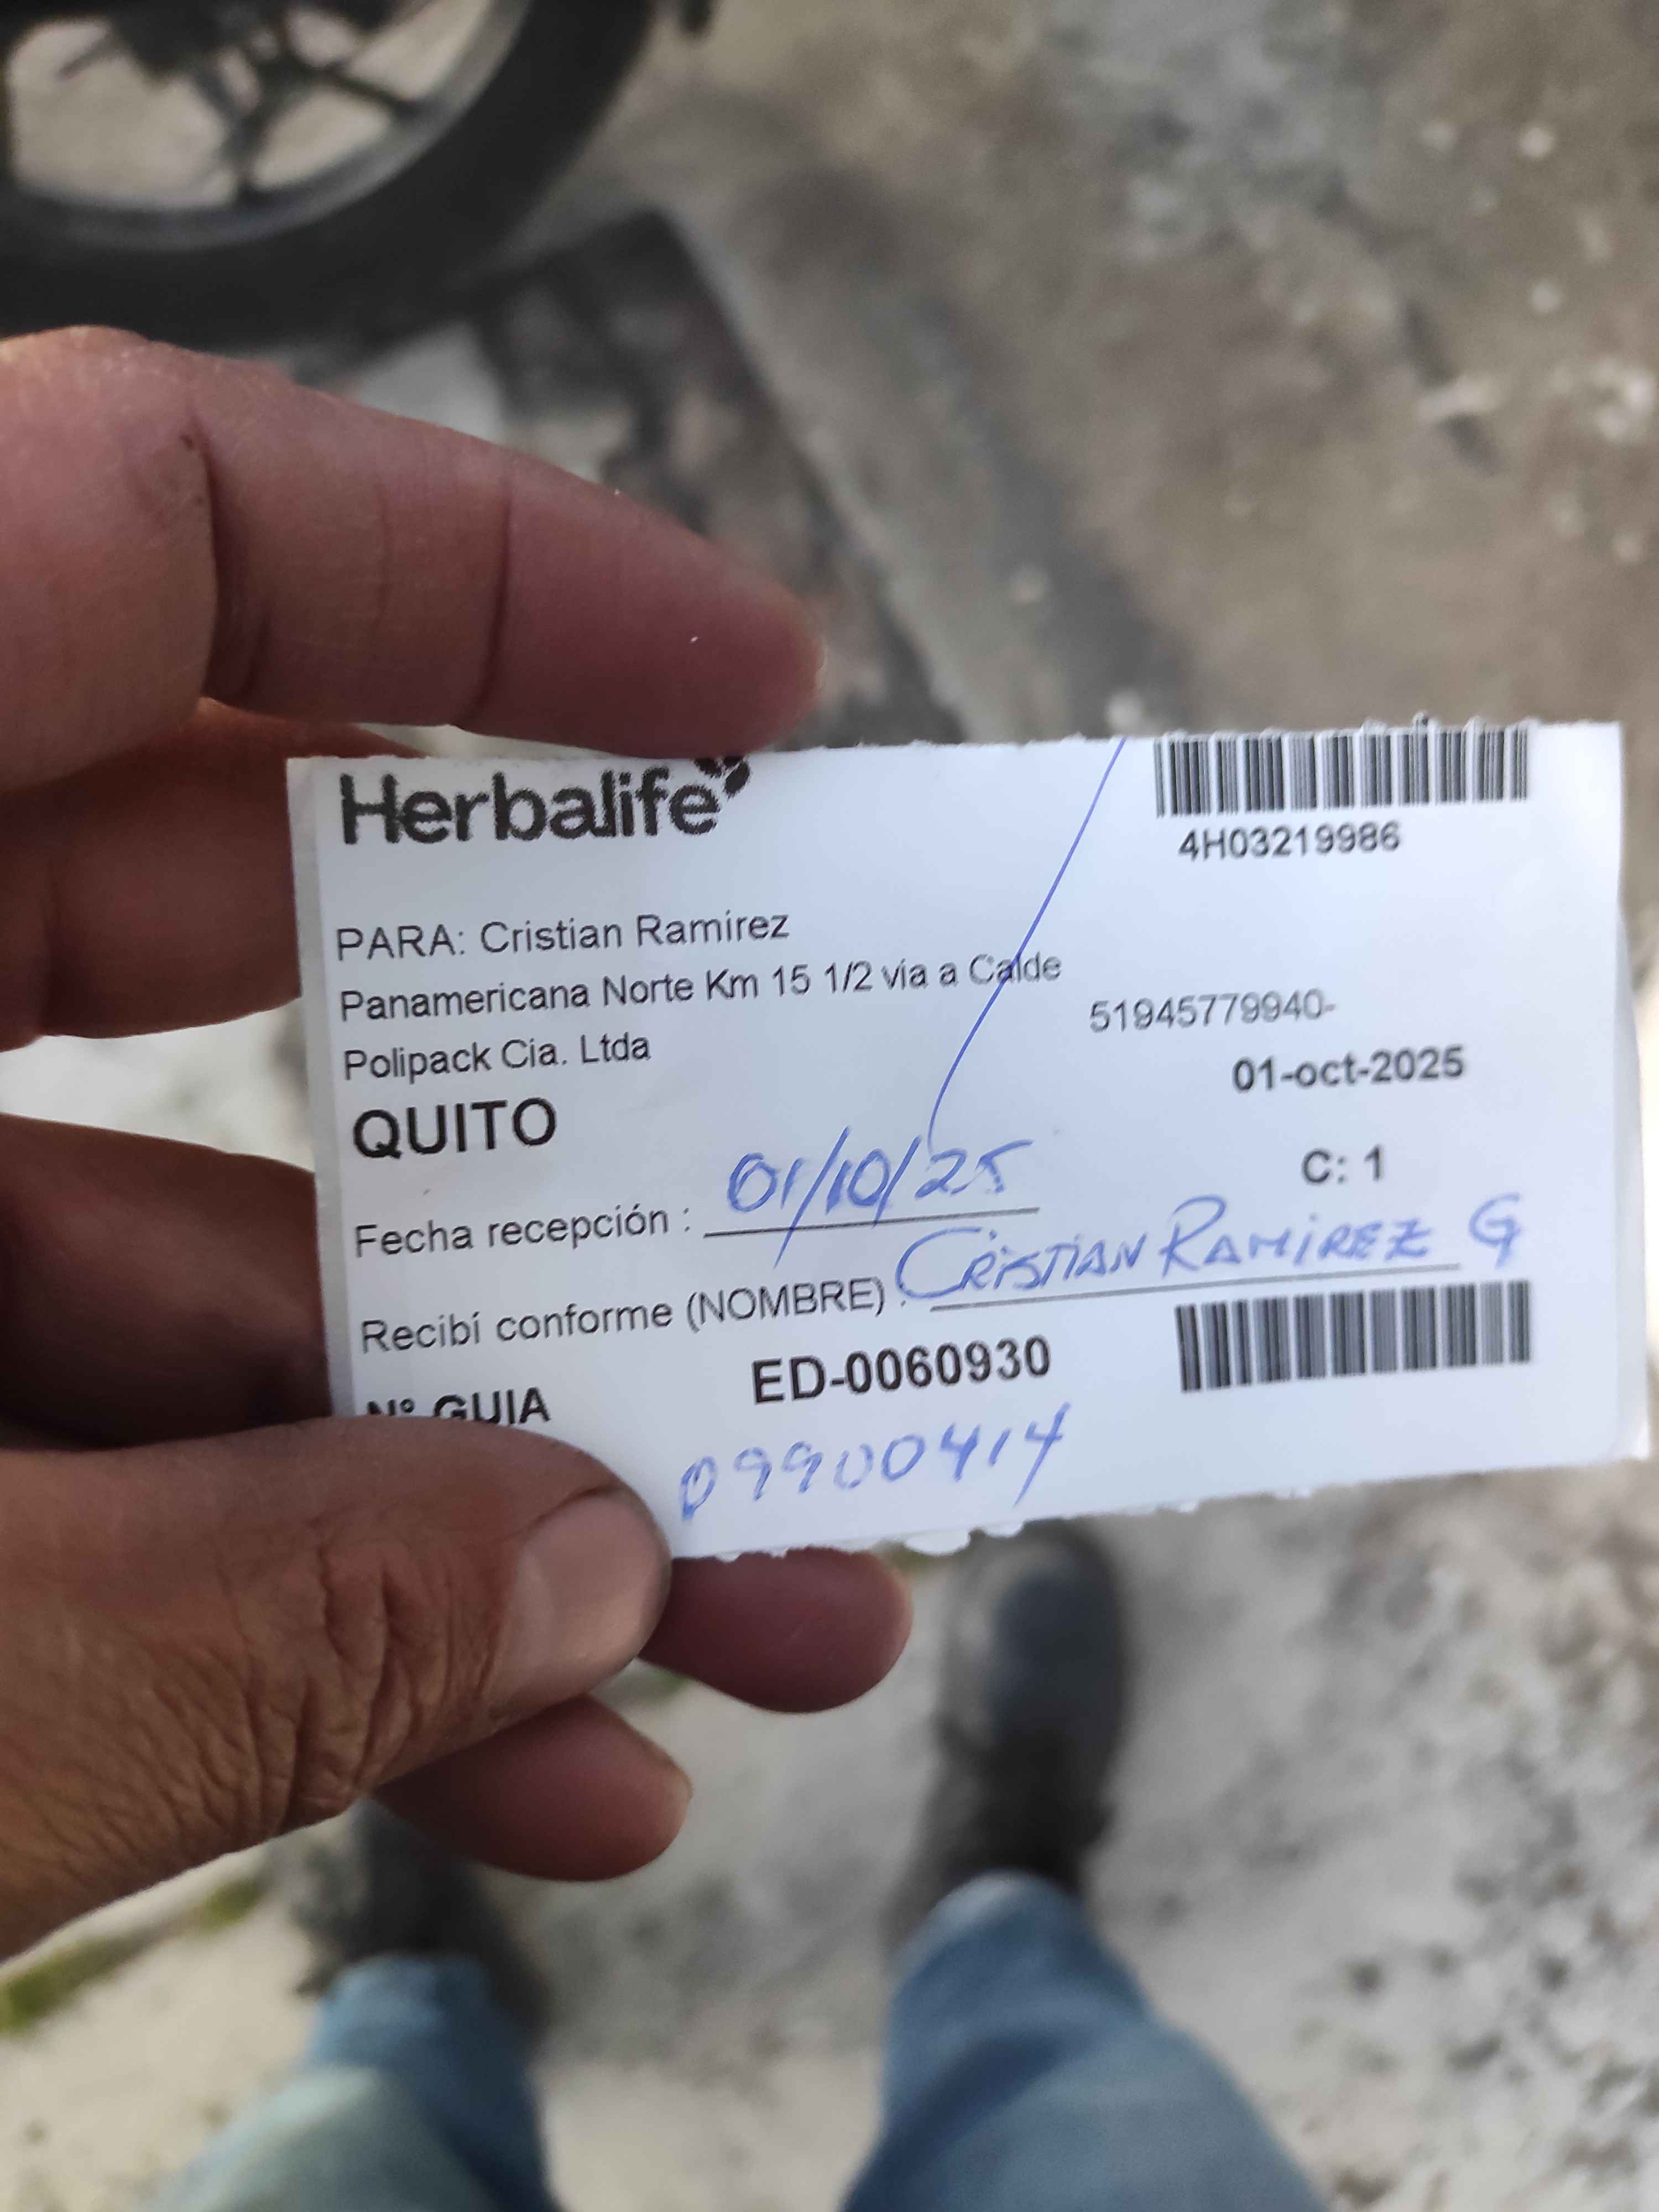 Herbalife
4H03219986
PARA: Cristian Ramirez
Panamericana Norte Km 15 1/2 via a Calde
51945779940-
Polipack Cia. Ltda
01-oct-2025
QUITO
C: 1
Fecha recepción : 01/10/25
Recibí conforme (NOMBRE) : CRISTIAN RAMIREZ G
Nº GUIA ED-0060930
09900414